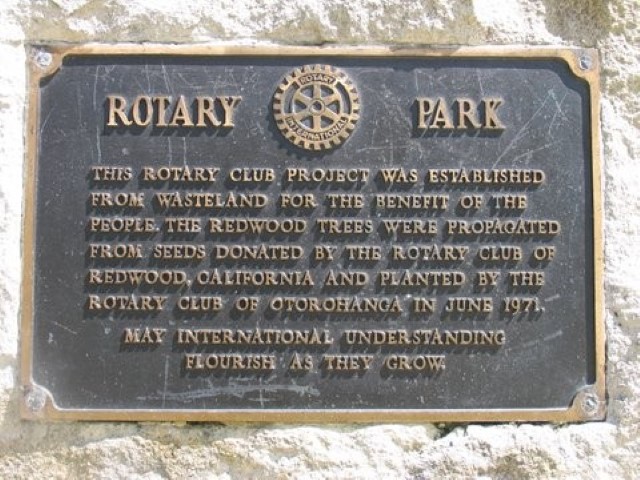 ROTARY PARK
ROTARY
INTERNATIONAL
THIS ROTARY CLUB PROJECT WAS ESTABLISHED
FROM WASTELAND FOR THE BENEFIT OF THE
PEOPLE. THE REDWOOD TREES WERE PROPAGATED
FROM SEEDS DONATED BY THE ROTARY CLUB OF
REDWOOD, CALIFORNIA AND PLANTED BY THE
ROTARY CLUB OF OTOROHANGA IN JUNE 1971.
MAY INTERNATIONAL UNDERSTANDING
FLOURISH AS THEY GROW.